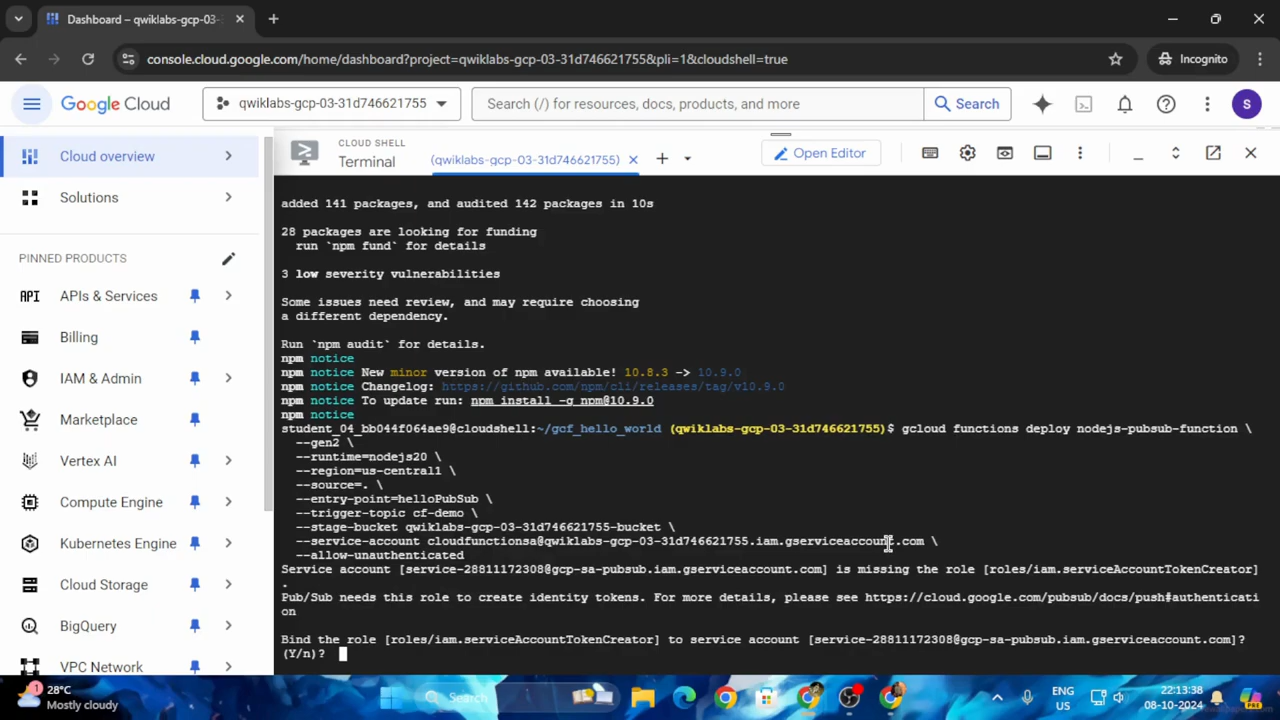 Dashboard – qwiklabs-gcp-03-
console.cloud.google.com/home/dashboard?project=qwiklabs-gcp-03-31d746621755&pli=1&cloudshell=true
Incognito
Google Cloud
qwiklabs-gcp-03-31d746621755
Search (/) for resources, docs, products, and more
Search
S
Cloud overview
Solutions
PINNED PRODUCTS
API APIs & Services
Billing
IAM & Admin
Marketplace
Vertex AI
Compute Engine
Kubernetes Engine
Cloud Storage
BigQuery
VPC Network
CLOUD SHELL
Terminal
(qwiklabs-gcp-03-31d746621755)
Open Editor
added 141 packages, and audited 142 packages in 10s
28 packages are looking for funding
run `npm fund` for details
3 low severity vulnerabilities
Some issues need review, and may require choosing
a different dependency.
Run `npm audit` for details.
npm notice
npm notice New minor version of npm available! 10.8.3 -> 10.9.0
npm notice Changelog: https://github.com/npm/cli/releases/tag/v10.9.0
npm notice To update run: npm install -g npm@10.9.0
npm notice
student_04_bb044f064ae9@cloudshell:~/gcf_hello_world (qwiklabs-gcp-03-31d746621755)$ gcloud functions deploy nodejs-pubsub-function \
--gen2 \
--runtime=nodejs20 \
--region=us-central1 \
--source=. \
--entry-point=helloPubSub \
--trigger-topic cf-demo \
--stage-bucket qwiklabs-gcp-03-31d746621755-bucket \
--service-account cloudfunctionsa@qwiklabs-gcp-03-31d746621755.iam.gserviceaccount.com \
--allow-unauthenticated
Service account [service-288111172308@gcp-sa-pubsub.iam.gserviceaccount.com] is missing the role [roles/iam.serviceAccountTokenCreator]
.
Pub/Sub needs this role to create identity tokens. For more details, please see https://cloud.google.com/pubsub/docs/push#authenticati
on
Bind the role [roles/iam.serviceAccountTokenCreator] to service account [service-288111172308@gcp-sa-pubsub.iam.gserviceaccount.com]?
(Y/n)?
1
28°C
Mostly cloudy
Search
ENG
US
22:13:38
08-10-2024
PRE